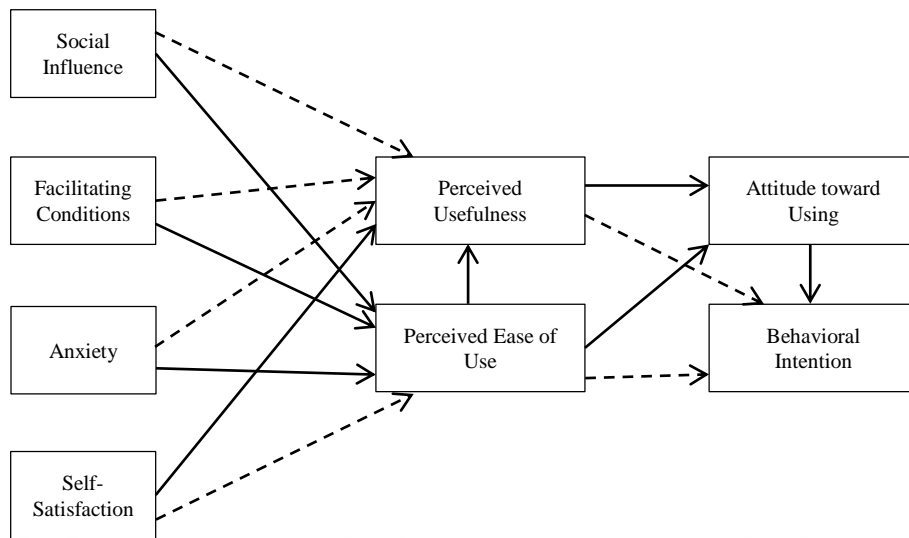 Social
Influence
Facilitating
Conditions
Anxiety
Self-
Satisfaction
Perceived
Usefulness
Perceived Ease of
Use
Attitude toward
Using
Behavioral
Intention